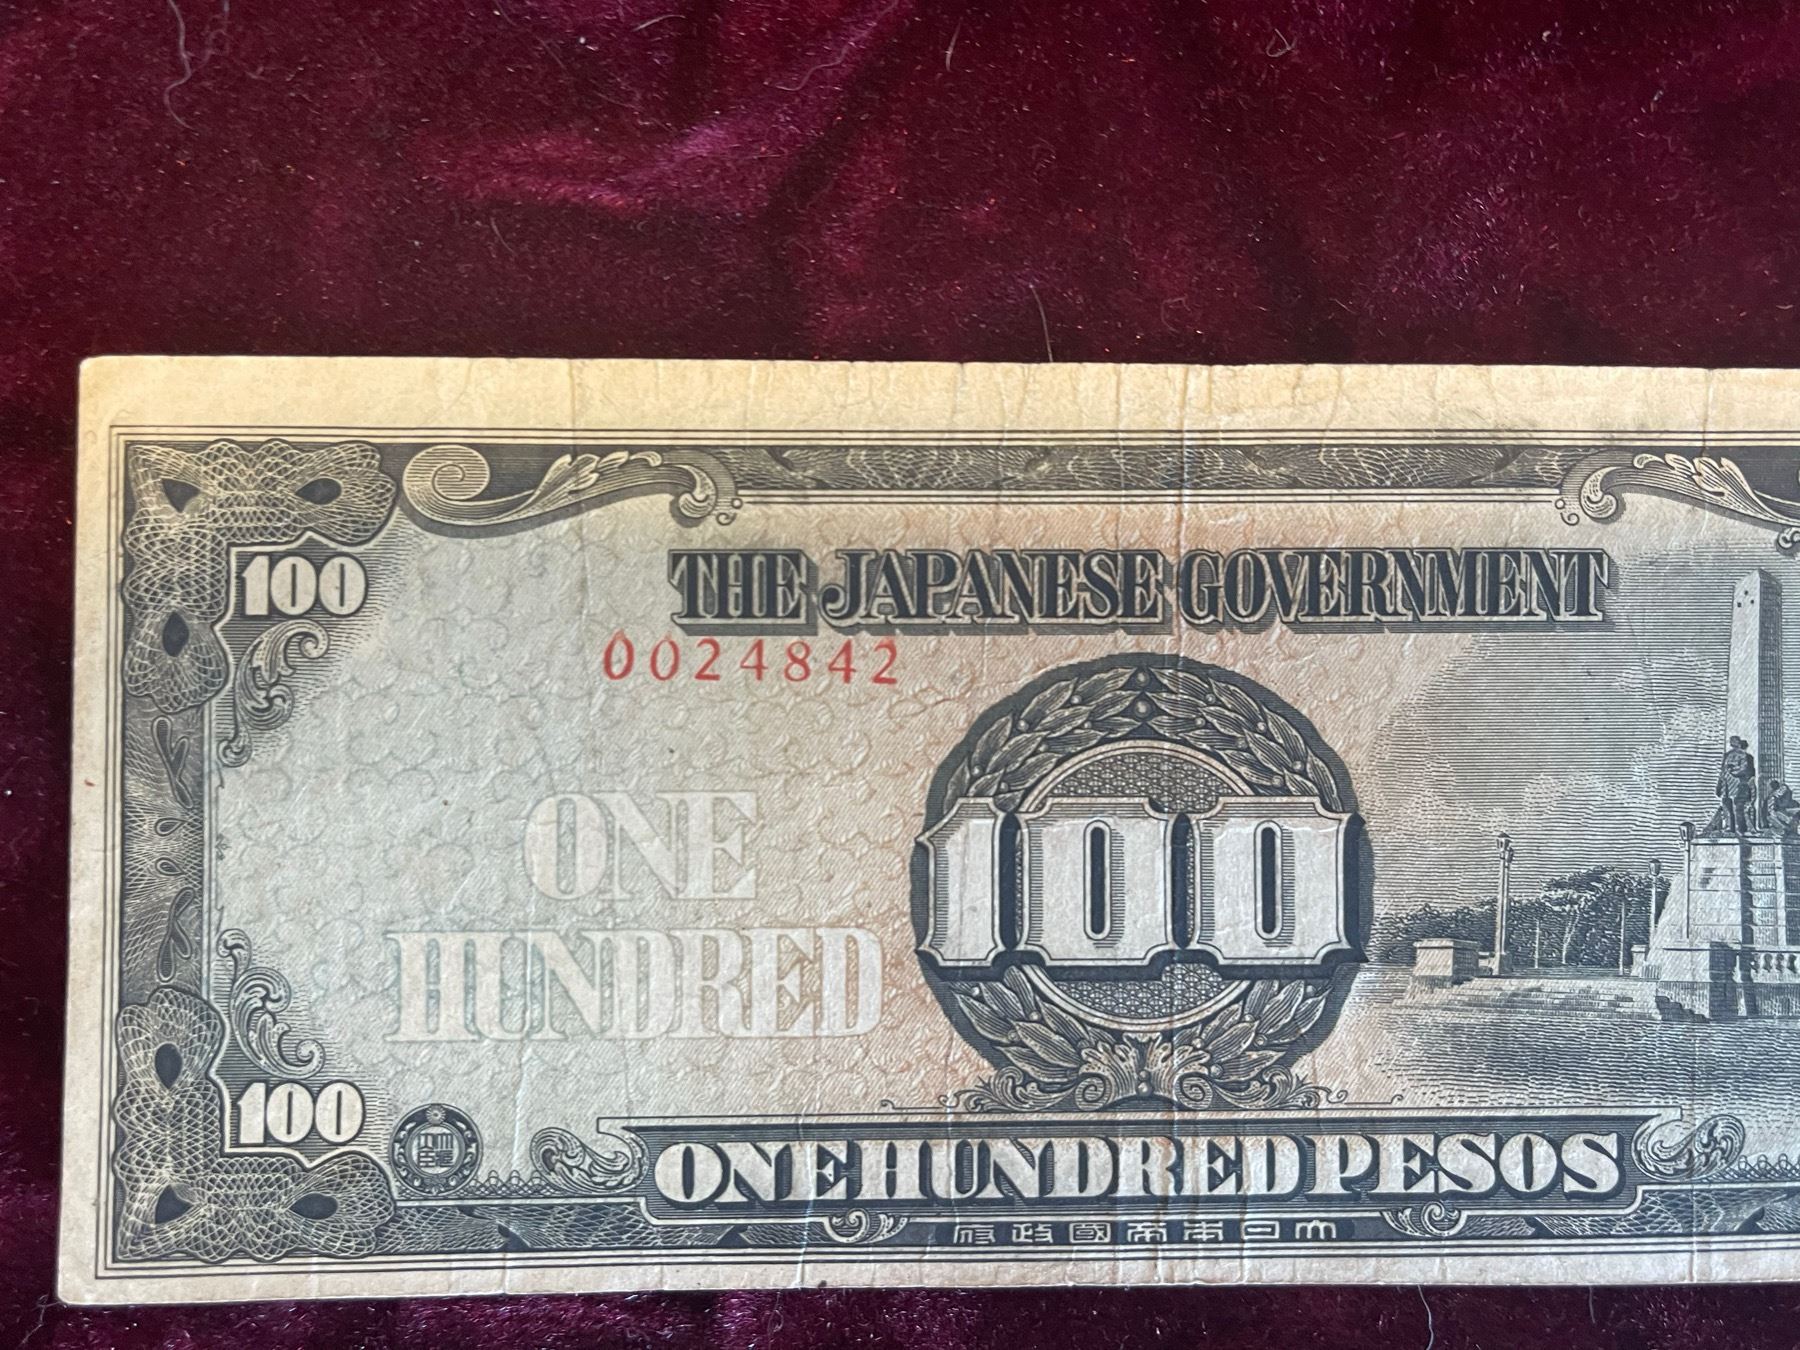 100
THE JAPANESE GOVERNMENT
0024842
ONE
HUNDRED
100
100
ONE HUNDRED PESOS
府政國帝本日大